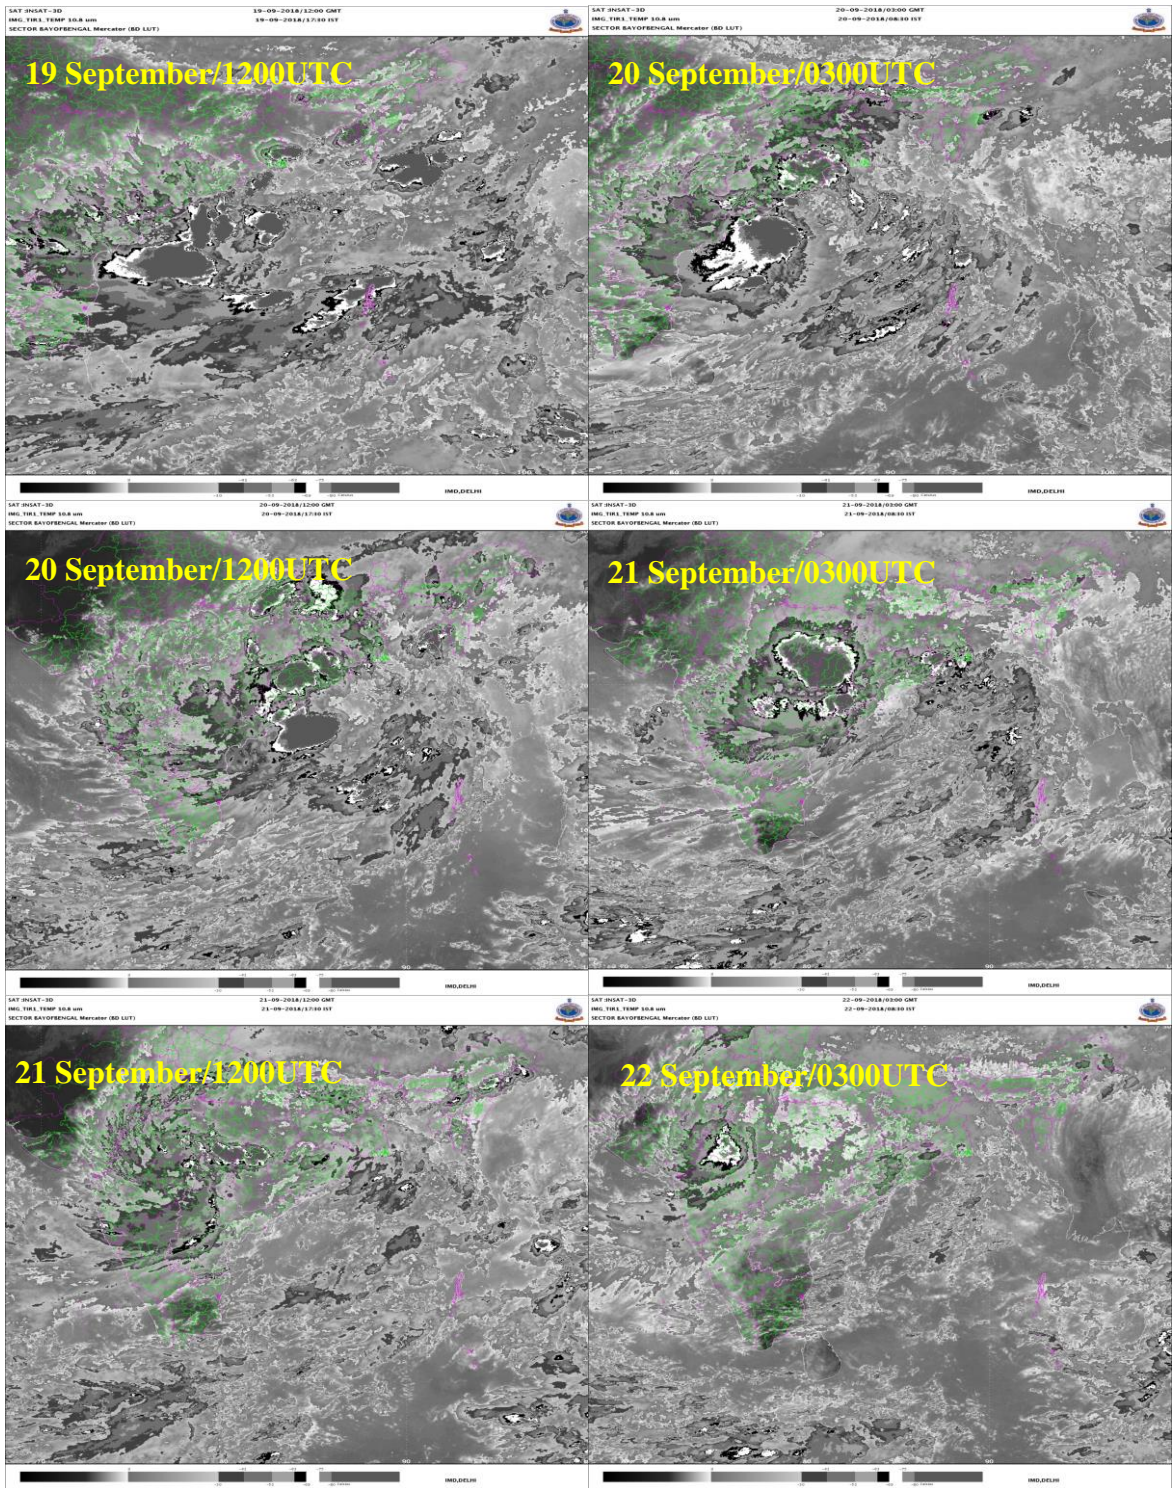 SAT :INSAT-3D
19-09-2018/12:00 GMT
IMG_TIR1_TEMP 10.8 um
19-09-2018/17:30 IST
SECTOR BAYOFBENGAL Mercater (BD LUT)
19 September/1200UTC
IMD,DELHI
SAT :INSAT-3D
20-09-2018/03:00 GMT
IMG_TIR1_TEMP 10.8 um
20-09-2018/08:30 IST
SECTOR BAYOFBENGAL Mercater (BD LUT)
20 September/0300UTC
IMD,DELHI
SAT :INSAT-3D
20-09-2018/12:00 GMT
IMG_TIR1_TEMP 10.8 um
20-09-2018/17:30 IST
SECTOR BAYOFBENGAL Mercater (BD LUT)
20 September/1200UTC
IMD,DELHI
SAT :INSAT-3D
21-09-2018/03:00 GMT
IMG_TIR1_TEMP 10.8 um
21-09-2018/08:30 IST
SECTOR BAYOFBENGAL Mercater (BD LUT)
21 September/0300UTC
IMD,DELHI
SAT :INSAT-3D
21-09-2018/12:00 GMT
IMG_TIR1_TEMP 10.8 um
21-09-2018/17:30 IST
SECTOR BAYOFBENGAL Mercater (BD LUT)
21 September/1200UTC
IMD,DELHI
SAT :INSAT-3D
22-09-2018/03:00 GMT
IMG_TIR1_TEMP 10.8 um
22-09-2018/08:30 IST
SECTOR BAYOFBENGAL Mercater (BD LUT)
22 September/0300UTC
IMD,DELHI